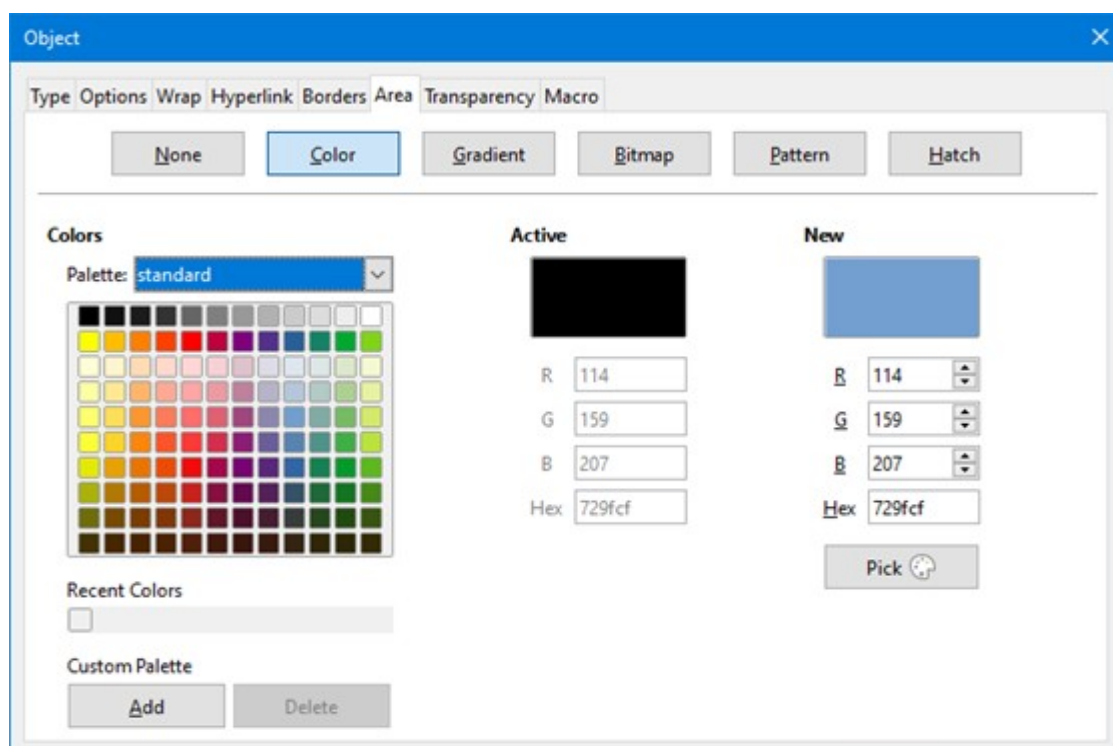 Object
Type Options Wrap Hyperlink Borders Area Transparency Macro
None Color Gradient Bitmap Pattern Hatch
Colors Active New
Palette: standard
R 114 R 114
G 159 G 159
B 207 B 207
Hex 729fcf Hex 729fcf
Pick
Recent Colors
Custom Palette
Add Delete